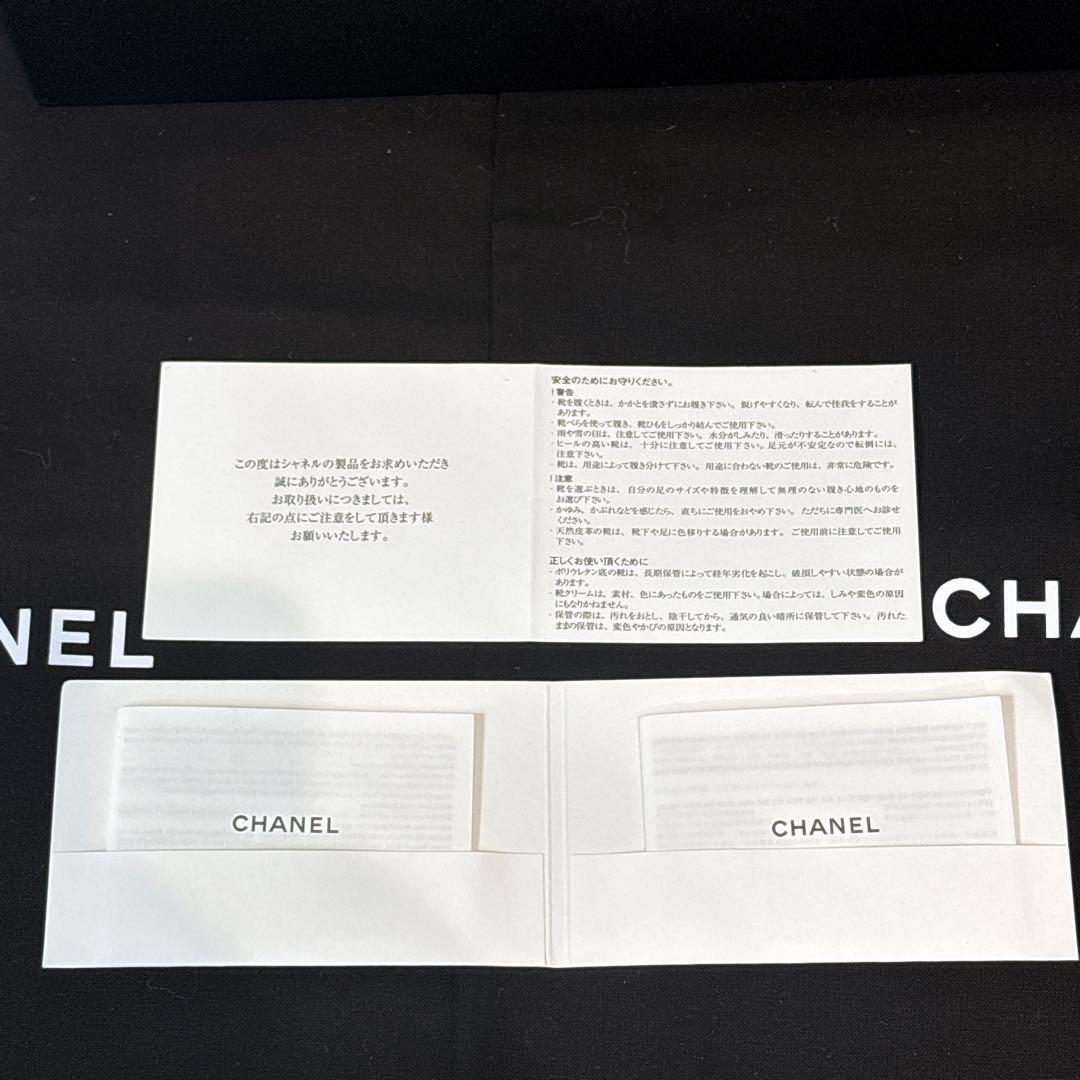 この度はシャネルの製品をお求めいただき
誠にありがとうございます。
お取り扱いにつきましては、
右記の点にご注意をして頂きます様
お願いいたします。
安全のためにお守りください。
！警告
・靴を履くときは、かかとを潰さずにお履き下さい。脱げやすくなり、転んで怪我をすることが
あります。
・靴べらを使って履き、靴ひもをしっかり結んでご使用下さい。
・雨や雪の日は、注意してご使用下さい。水分がしみたり、滑ったりすることがあります。
・ヒールの高い靴は、十分に注意してご使用下さい。足元が不安定なので転倒には、
注意下さい。
・靴は、用途によって履き分けて下さい。用途に合わない靴のご使用は、非常に危険です。
！注意
・靴を選ぶときは、自分の足のサイズや特徴を理解して無理のない履き心地のものを
お選び下さい。
・かゆみ、かぶれなどを感じたら、直ちにご使用をおやめ下さい。ただちに専門医へお診せ
ください。
・天然皮革の靴は、靴下や足に色移りする場合があります。ご使用前に注意してご使用
下さい。
正しくお使い頂くために
・ポリウレタン底の靴は、長期保管によって経年劣化を起こし、破損しやすい状態の場合が
あります。
・靴クリームは、素材、色にあったものをご使用下さい。場合によっては、しみや変色の原因
にもなりかねません。
・保管の際は、汚れをおとし、陰干してから、通気の良い暗所に保管して下さい。汚れた
ままの保管は、変色やかびの原因となります。
NEL
CHA
CHANEL
CHANEL